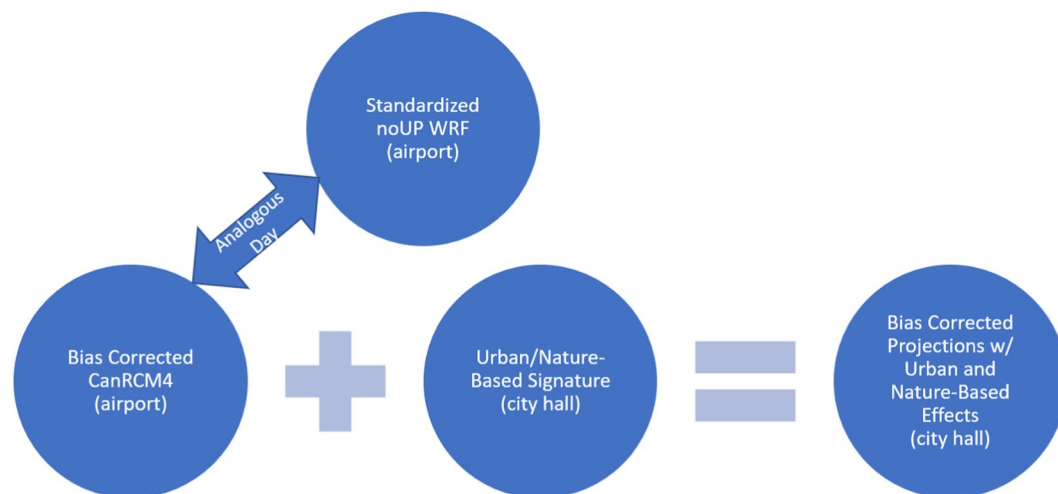 Standardized
noUP WRF
(airport)
Analogous
Day
Bias Corrected
CanRCM4
(airport)
Urban/Nature-
Based Signature
(city hall)
Bias Corrected
Projections w/
Urban and
Nature-Based
Effects
(city hall)